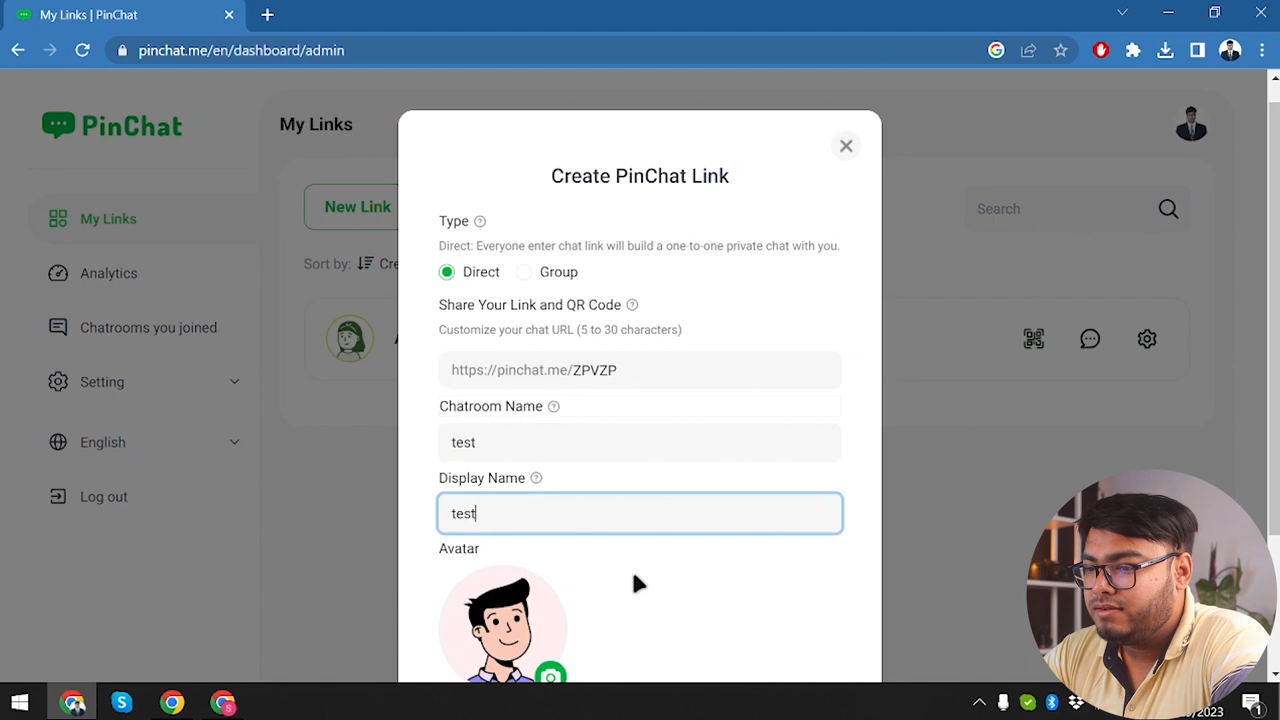 My Links | PinChat
pinchat.me/en/dashboard/admin
PinChat
My Links
My Links
Analytics
Chatrooms you joined
Setting
English
Log out
New Link
Search
Sort by:
Create PinChat Link
Type
Direct: Everyone enter chat link will build a one-to-one private chat with you.
Direct Group
Share Your Link and QR Code
Customize your chat URL (5 to 30 characters)
https://pinchat.me/ZPVZP
Chatroom Name
test
Display Name
test
Avatar